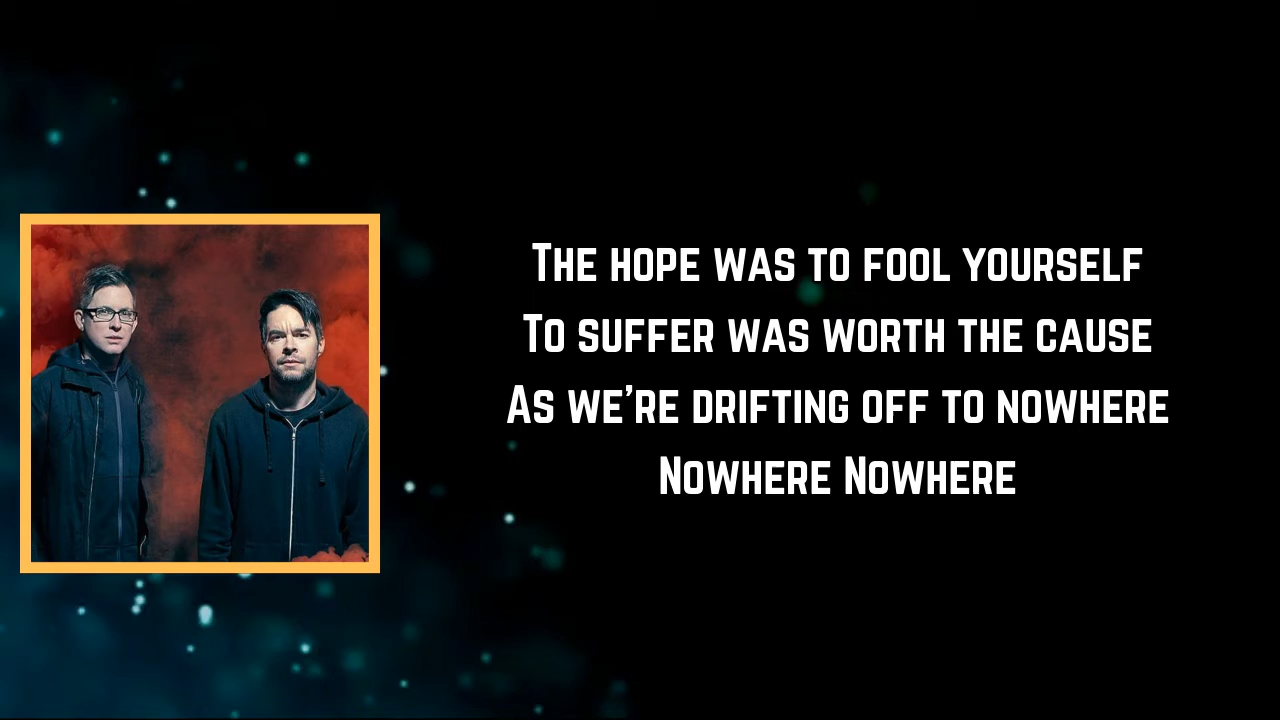 The hope was to fool yourself
To suffer was worth the cause
As we're drifting off to nowhere
Nowhere Nowhere